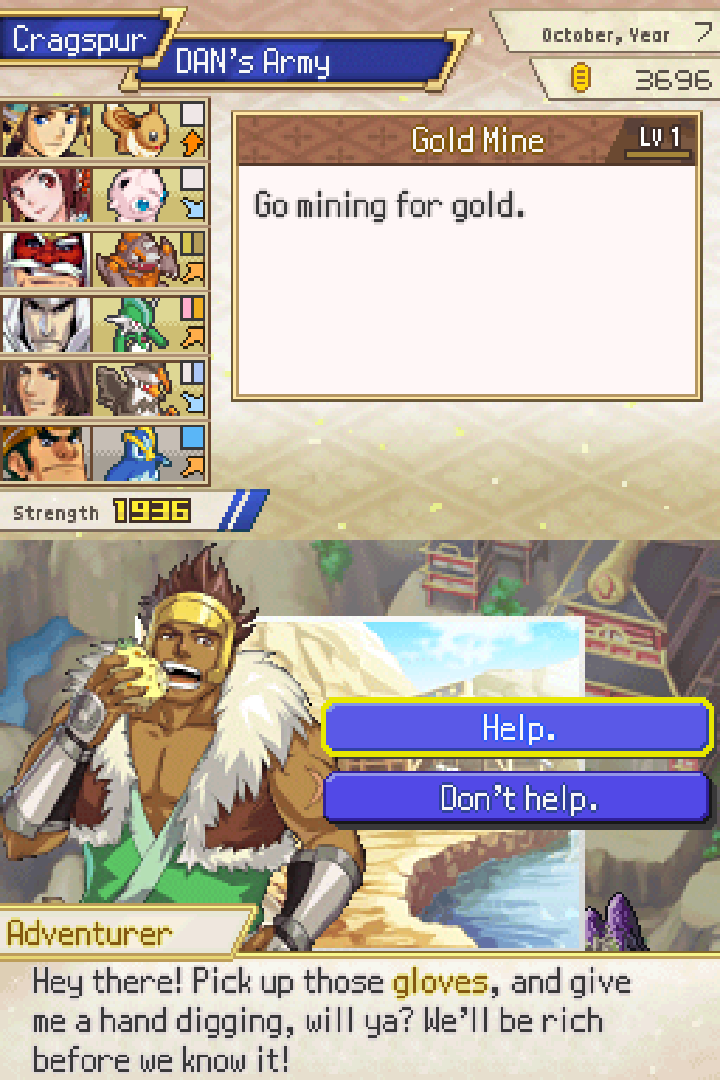 Cragspur
DAN's Army
October, Year 7
3696
Gold Mine
Lv 1
Go mining for gold.
Strength 1936
Help.
Don't help.
Adventurer
Hey there! Pick up those gloves, and give
me a hand digging, will ya? We'll be rich
before we know it!